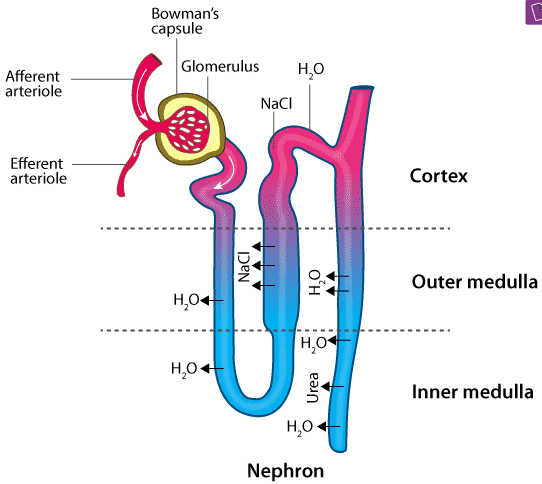 Bowman's
capsule
Afferent
arteriole
Glomerulus
H₂O
NaCl
Efferent
arteriole
Cortex
NaCl
H₂O
H₂O
Outer medulla
H₂O
H₂O
Urea
Inner medulla
H₂O
Nephron